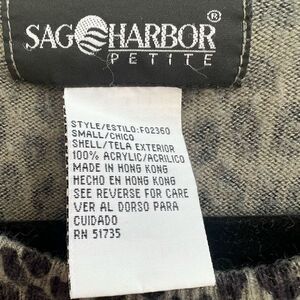 SAG HARBOR®
PETITE
STYLE/ESTILO:F02360
SMALL/CHICO
SHELL/TELA EXTERIOR
100% ACRYLIC/ACRILICO
MADE IN HONG KONG
HECHO EN HONG KONG
SEE REVERSE FOR CARE
VER AL DORSO PARA
CUIDADO
RN 51735